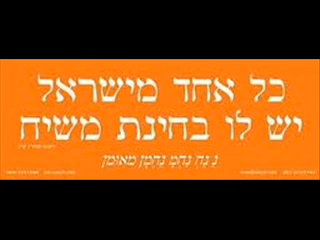 כל אחד מישראל
יש לו בחינת משיח
נ נח נחמ נחמן מאומן